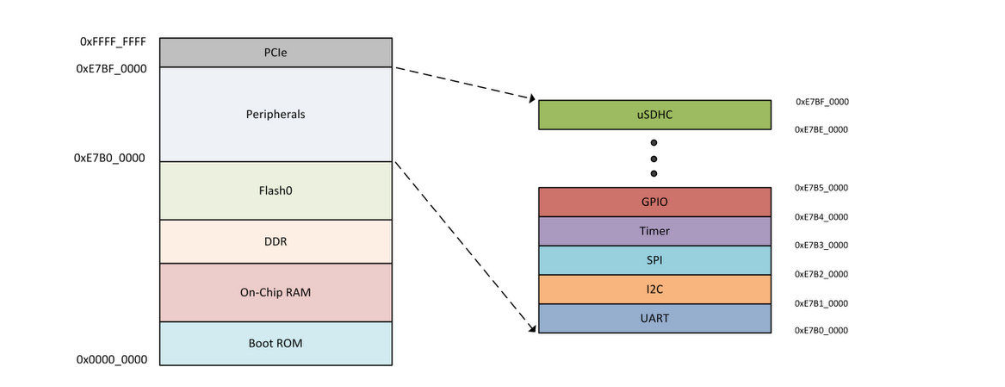 0xFFFF_FFFF
PCIe
0xE7BF_0000
Peripherals
0xE7B0_0000
Flash0
DDR
On-Chip RAM
Boot ROM
0x0000_0000
0xE7BF_0000
uSDHC
0xE7BE_0000
0xE7B5_0000
GPIO
0xE7B4_0000
Timer
0xE7B3_0000
SPI
0xE7B2_0000
I2C
0xE7B1_0000
UART
0xE7B0_0000